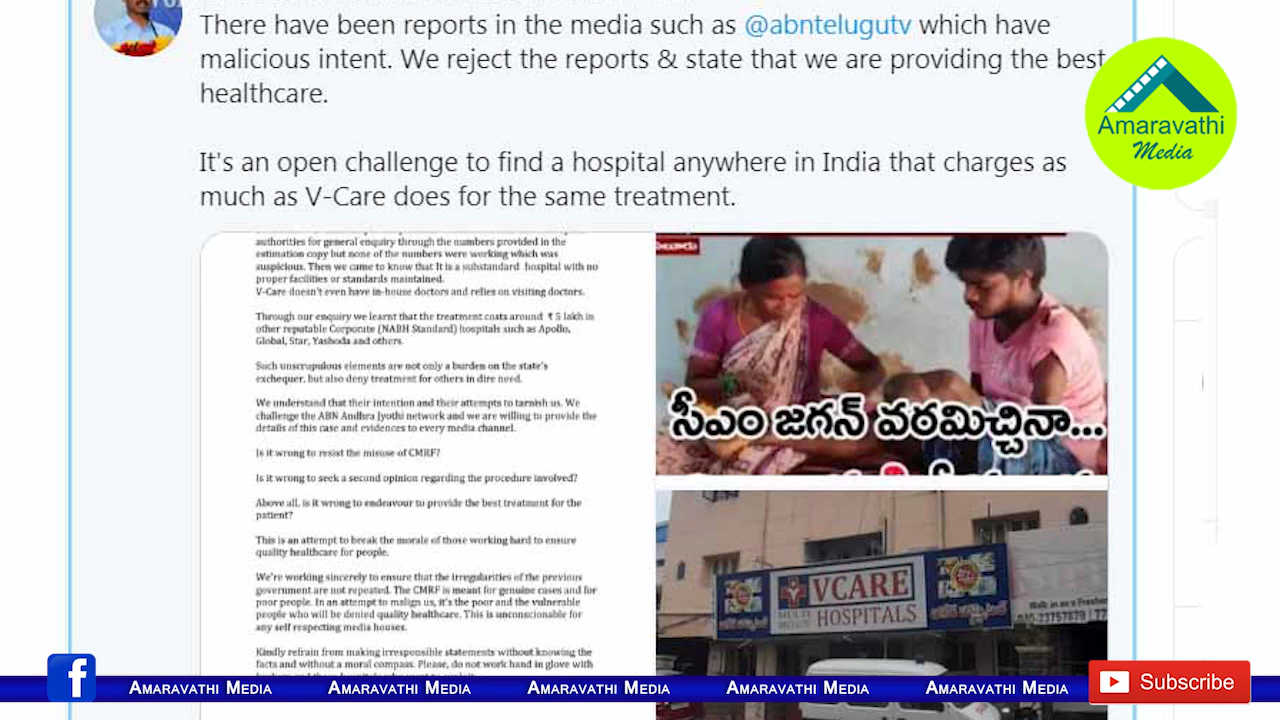 There have been reports in the media such as @abntelugutv which have
malicious intent. We reject the reports & state that we are providing the best
healthcare.
It's an open challenge to find a hospital anywhere in India that charges as
much as V-Care does for the same treatment.
Amaravathi
Media
authorities for general enquiry through the numbers provided in the
estimation copy but none of the numbers were working which was
suspicious. Then we came to know that It is a substandard hospital with no
proper facilities or standards maintained.
V-Care doesn't even have in-house doctors and relies on visiting doctors.
Through our enquiry we learnt that the treatment costs around ₹ 5 lakh in
other reputable Corporate (NABH Standard) hospitals such as Apollo,
Global, Star, Yashoda and others.
Such unscrupulous elements are not only a burden on the state's
exchequer, but also deny treatment for others in dire need.
We understand that their intention and their attempts to tarnish us. We
challenge the ABN Andhra Jyothi network and we are willing to provide the
details of this case and evidences to every media channel.
Is it wrong to resist the misuse of CMRF?
Is it wrong to seek a second opinion regarding the procedure involved?
Above all, is it wrong to endeavour to provide the best treatment for the
patient?
This is an attempt to break the morale of those working hard to ensure
quality healthcare for people.
We're working sincerely to ensure that the irregularities of the previous
government are not repeated. The CMRF is meant for genuine cases and for
poor people. In an attempt to malign us, it's the poor and the vulnerable
people who will be denied quality healthcare. This is unconscionable for
any self respecting media houses.
Kindly refrain from making irresponsible statements without knowing the
facts and without a moral compass. Please, do not work hand in glove with
సీఎం జగన్ వరమిచ్చినా...
VCARE
MULTI
HOSPITALS
Walk in as
f
Amaravathi Media Amaravathi Media Amaravathi Media Amaravathi Media Amaravathi Media
Subscribe